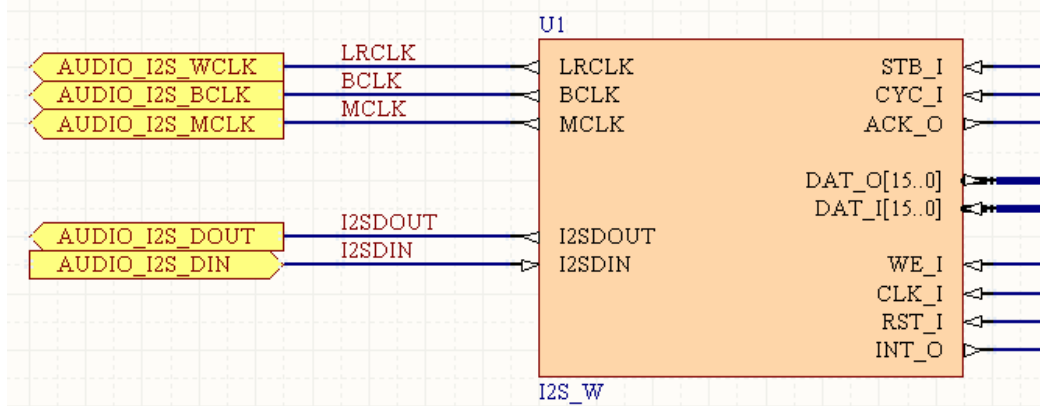 U1
AUDIO_I2S_WCLK LRCLK LRCLK STB_I
AUDIO_I2S_BCLK BCLK BCLK CYC_I
AUDIO_I2S_MCLK MCLK MCLK ACK_O
DAT_O[15..0]
DAT_I[15..0]
AUDIO_I2S_DOUT I2SDOUT I2SDOUT
AUDIO_I2S_DIN I2SDIN I2SDIN WE_I
CLK_I
RST_I
INT_O
I2S_W